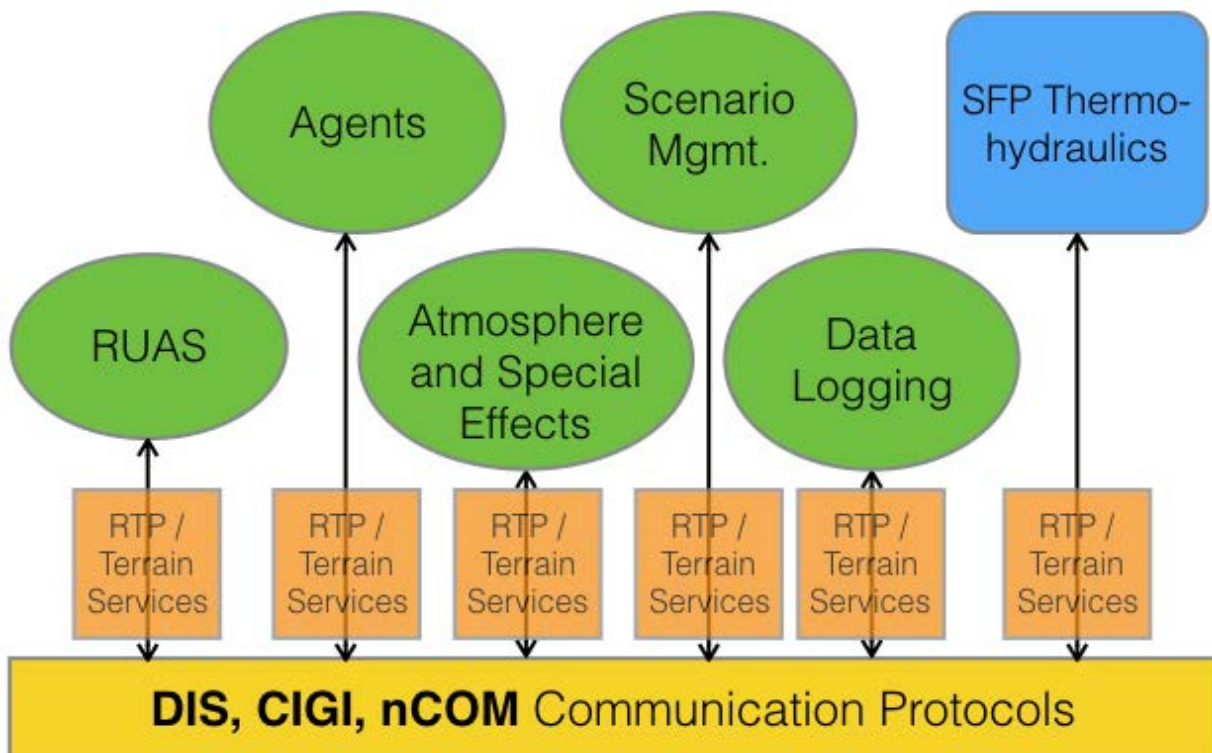 Agents
Scenario
Mgmt.
SFP Thermo-
hydraulics
RUAS
Atmosphere
and Special
Effects
Data
Logging
RTP /
Terrain
Services
RTP /
Terrain
Services
RTP /
Terrain
Services
RTP /
Terrain
Services
RTP /
Terrain
Services
RTP /
Terrain
Services
DIS, CIGI, nCOM Communication Protocols